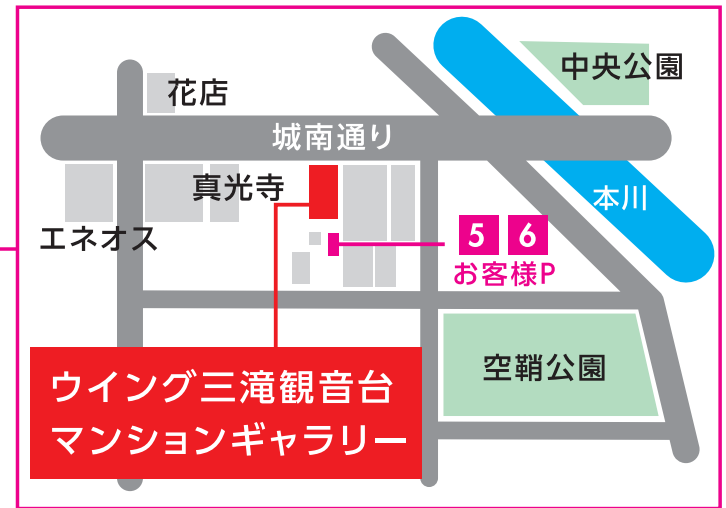 中央公園
花店
城南通り
真光寺
本川
エネオス
5 6
お客様P
空鞘公園
ウイング三滝観音台
マンションギャラリー